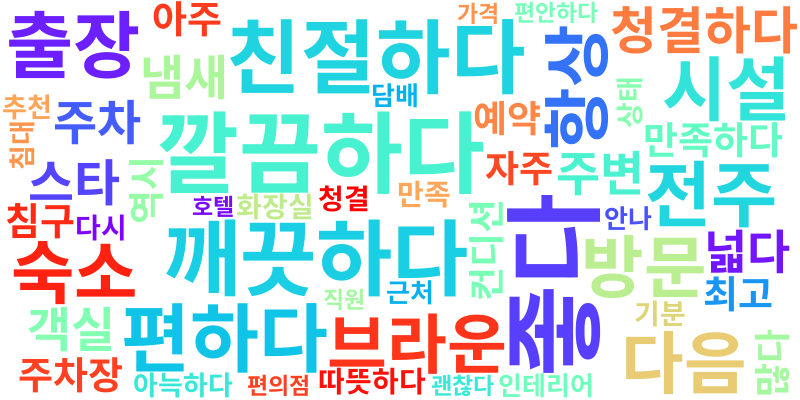 출장
아주
친절하다
가격
편안하다
청결하다
냄새
담배
항상
시설
추천
주차
예약
상태
만족하다
침대
깔끔하다
자주
주변
스타
역시
전주
침구
다시
호텔
화장실
청결
만족
안나
숙소
깨끗하다
컨디션
좋다
방문
넓다
객실
직원
근처
최고
기분
편하다
브라운
다음
많다
주차장
아늑하다
편의점
따뜻하다
괜찮다
인테리어